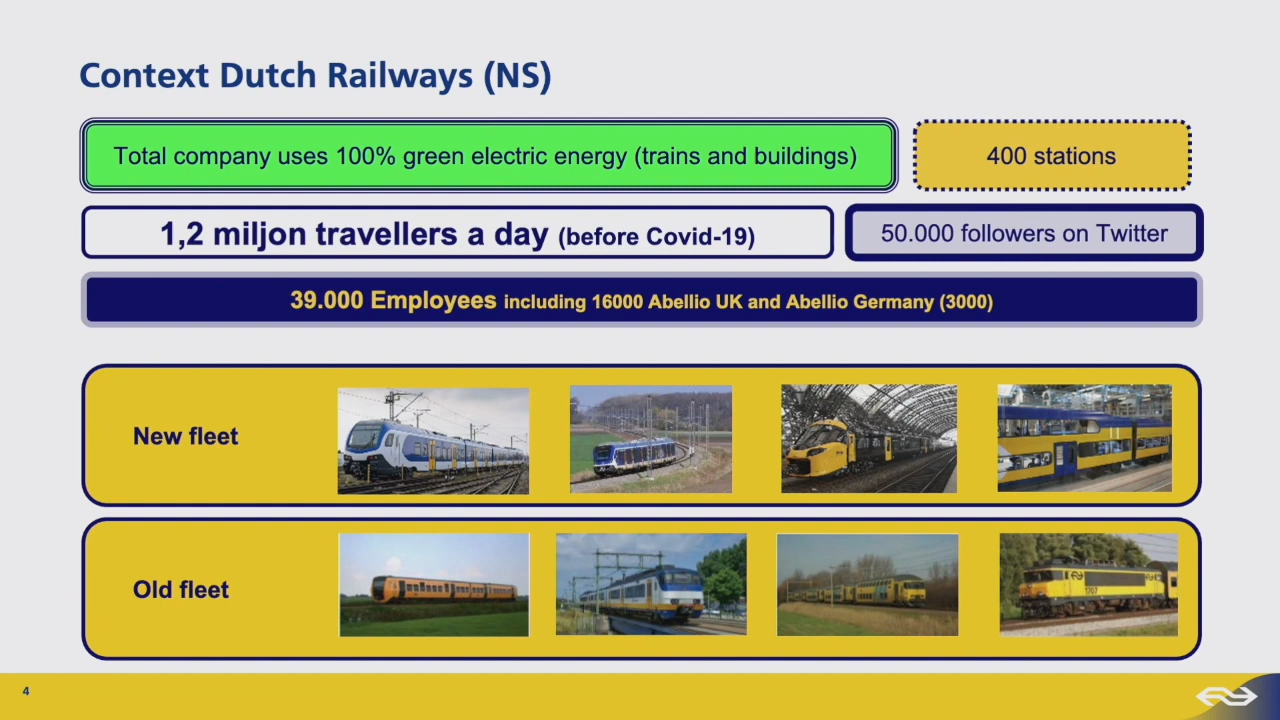 Context Dutch Railways (NS)
Total company uses 100% green electric energy (trains and buildings)
400 stations
1,2 miljon travellers a day (before Covid-19)
50.000 followers on Twitter
39.000 Employees including 16000 Abellio UK and Abellio Germany (3000)
New fleet
Old fleet
1707
4